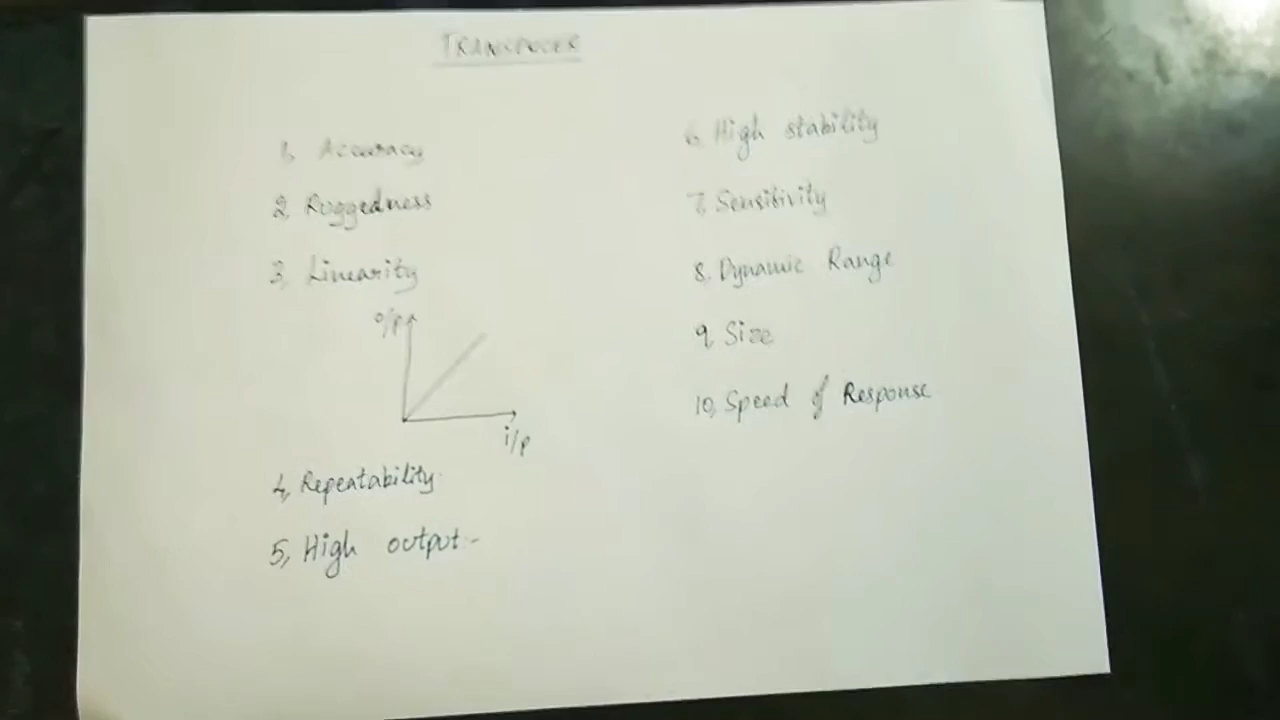 TRANSDUCER
1, Accuracy
2, Ruggedness
3, Linearity
o/p
i/p
4, Repeatability
5, High output -
6, High stability
7, Sensitivity
8. Dynamic Range
9, Size
10, Speed of Response